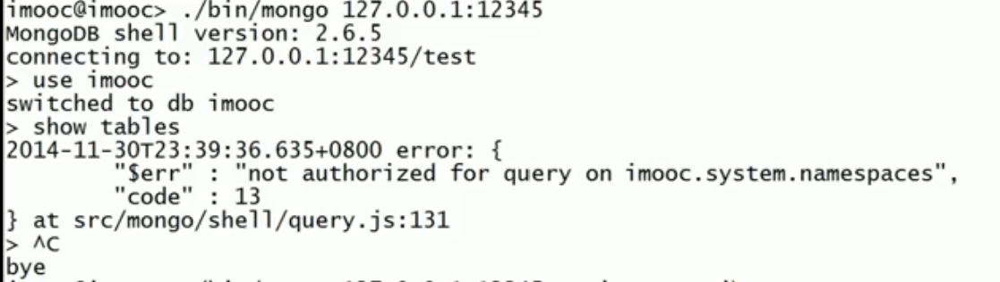 imooc@imooc> ./bin/mongo 127.0.0.1:12345
MongoDB shell version: 2.6.5
connecting to: 127.0.0.1:12345/test
> use imooc
switched to db imooc
> show tables
2014-11-30T23:39:36.635+0800 error: {
        "$err" : "not authorized for query on imooc.system.namespaces",
        "code" : 13
} at src/mongo/shell/query.js:131
> ^C
bye